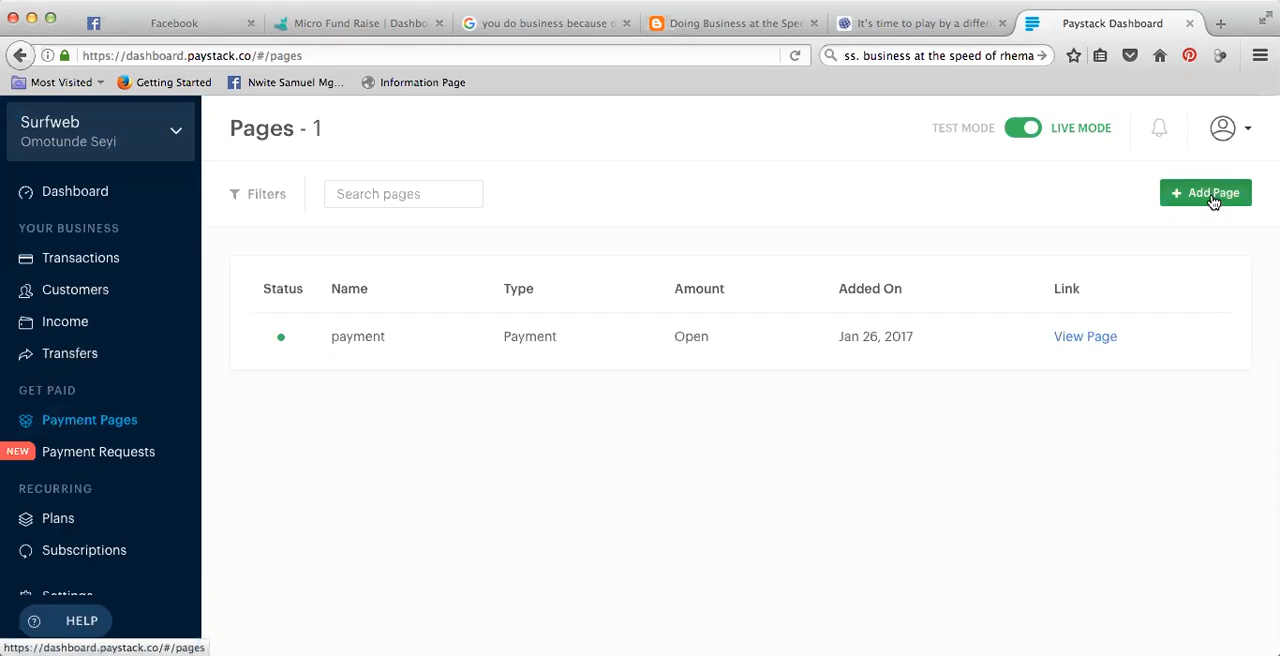 Facebook
Micro Fund Raise | Dashbo
you do business because o
Doing Business at the Spe
It's time to play by a differ
Paystack Dashboard
https://dashboard.paystack.co/#/pages
ss. business at the speed of rhema
Most Visited
Getting Started
Nwite Samuel Mg...
Information Page
Surfweb
Omotunde Seyi
Pages - 1
TEST MODE
LIVE MODE
Filters
Search pages
+ Add Page
Dashboard
YOUR BUSINESS
Transactions
Customers
Income
Transfers
GET PAID
Payment Pages
NEW
Payment Requests
RECURRING
Plans
Subscriptions
Settings
? HELP
Status Name Type Amount Added On Link
payment Payment Open Jan 26, 2017 View Page
https://dashboard.paystack.co/#/pages